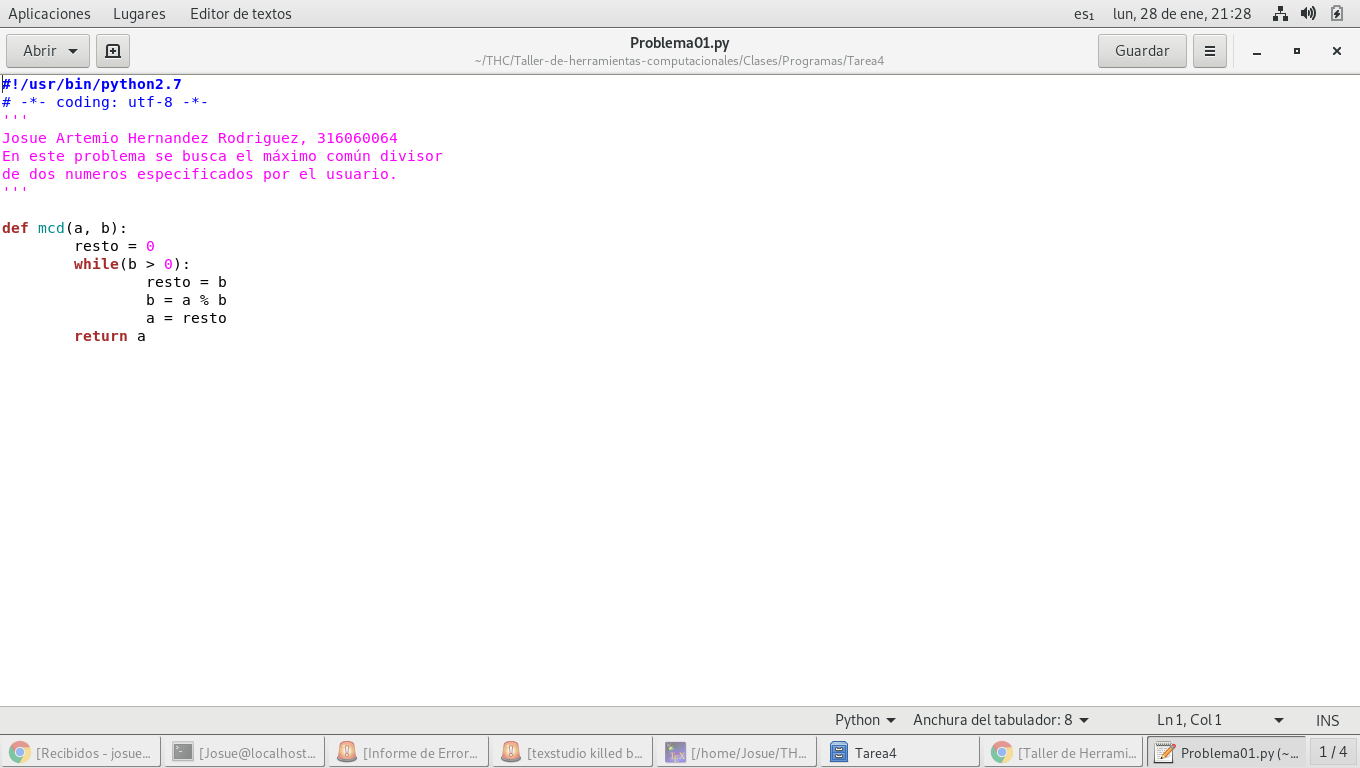 Aplicaciones Lugares Editor de textos es₁ lun, 28 de ene, 21:28
Abrir Problema01.py Guardar
~/THC/Taller-de-herramientas-computacionales/Clases/Programas/Tarea4
#!/usr/bin/python2.7
# -*- coding: utf-8 -*-
'''
Josue Artemio Hernandez Rodriguez, 316060064
En este problema se busca el máximo común divisor
de dos numeros especificados por el usuario.
'''
def mcd(a, b):
        resto = 0
        while(b > 0):
                resto = b
                b = a % b
                a = resto
        return a
Python Anchura del tabulador: 8 Ln 1, Col 1 INS
[Recibidos - josue... [Josue@localhost... [Informe de Error... [texstudio killed b... [/home/Josue/TH... Tarea4 [Taller de Herrami... Problema01.py (~... 1 / 4